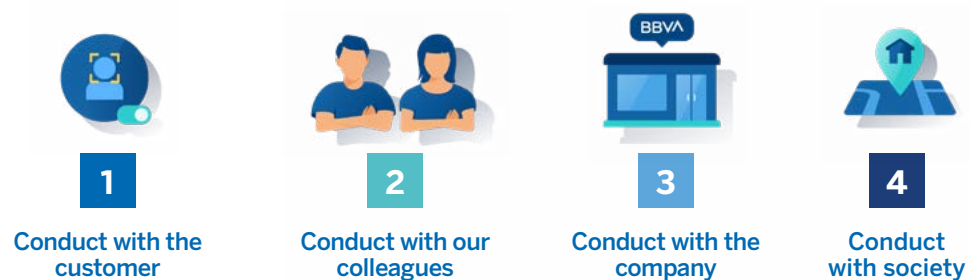 BBVA
1
2
3
4
Conduct with the
customer
Conduct with our
colleagues
Conduct with the
company
Conduct
with society